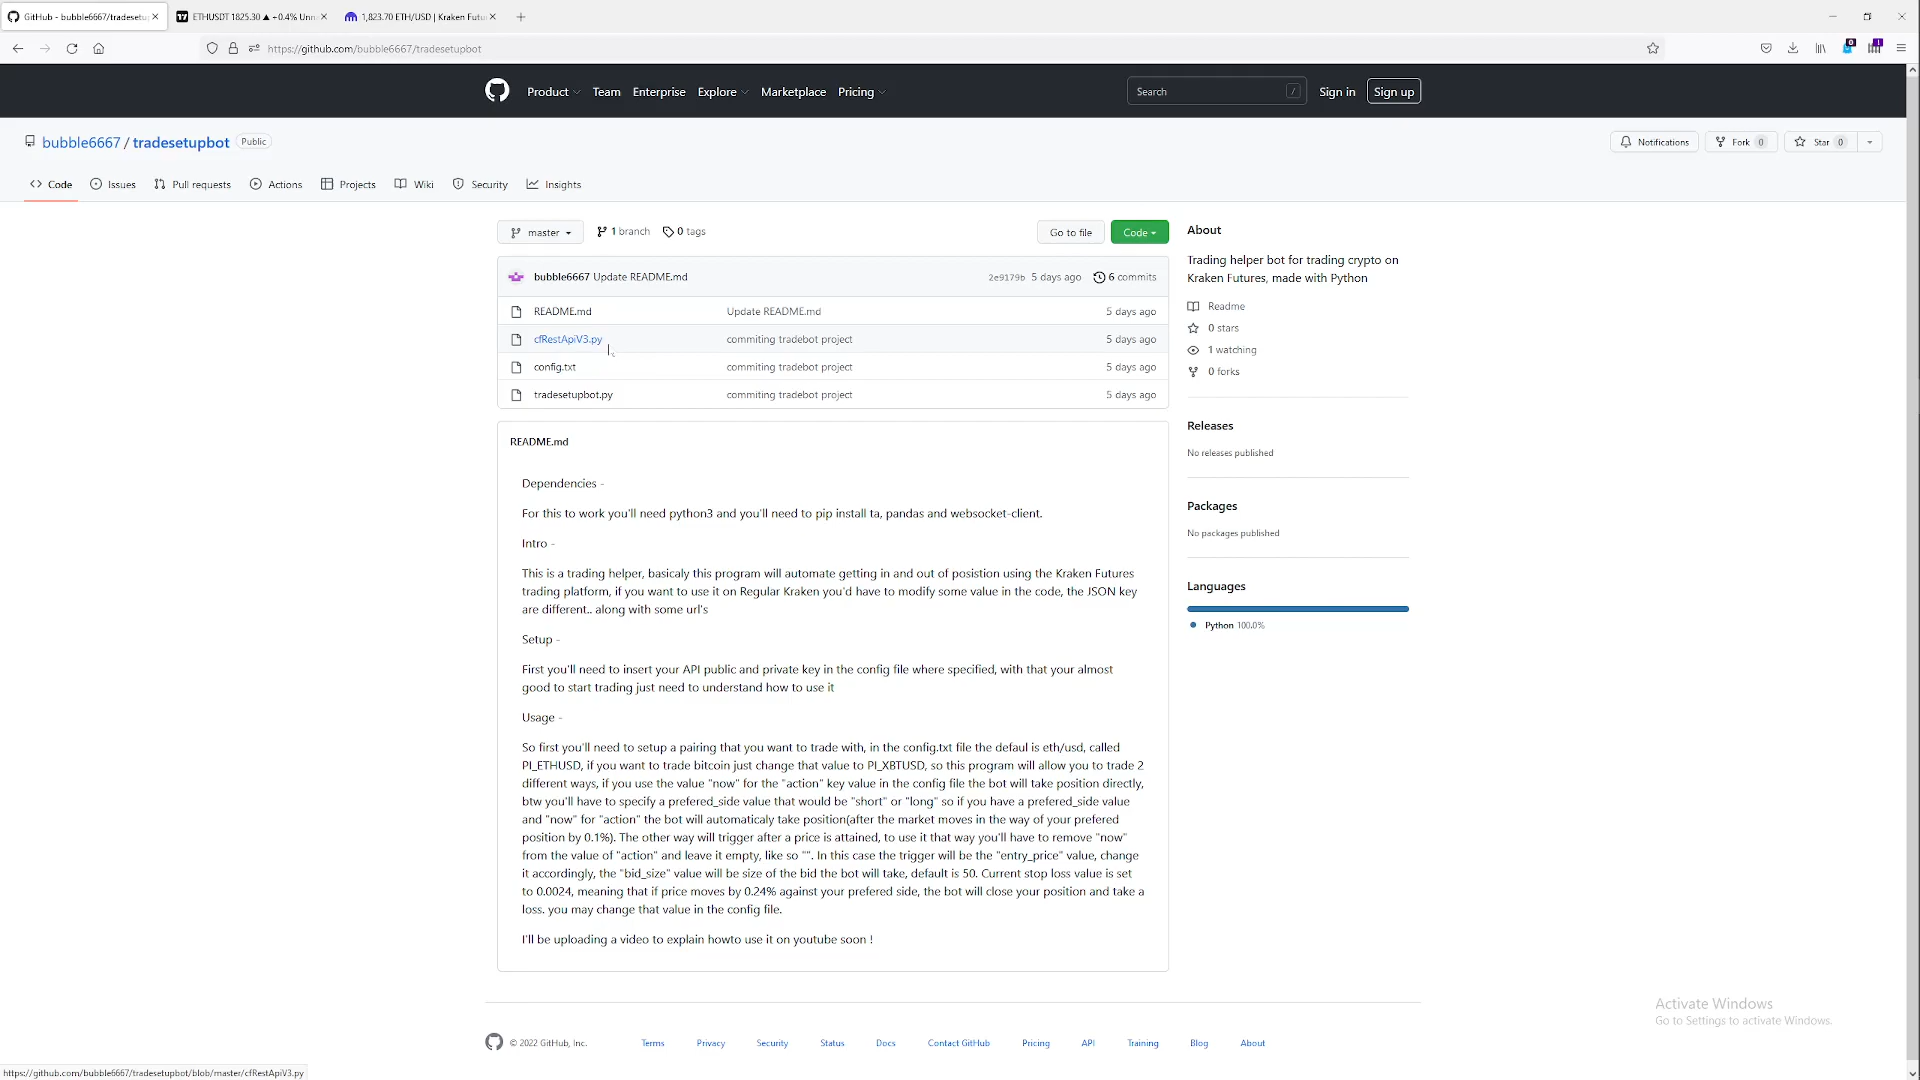 GitHub - bubble6667/tradesetu
ETHUSDT 1825.30 ▲ +0.4% Unn
1,823.70 ETH/USD | Kraken Futu
https://github.com/bubble6667/tradesetupbot
0
1
Product
Team
Enterprise
Explore
Marketplace
Pricing
Search
/
Sign in
Sign up
bubble6667 / tradesetupbot
Public
Notifications
Fork 0
Star 0
Code
Issues
Pull requests
Actions
Projects
Wiki
Security
Insights
master
1 branch
0 tags
Go to file
Code
bubble6667 Update README.md
2e9179b 5 days ago
6 commits
README.md Update README.md 5 days ago
cfRestApiV3.py commiting tradebot project 5 days ago
config.txt commiting tradebot project 5 days ago
tradesetupbot.py commiting tradebot project 5 days ago
README.md
Dependencies -
For this to work you'll need python3 and you'll need to pip install ta, pandas and websocket-client.
Intro -
This is a trading helper, basicaly this program will automate getting in and out of posistion using the Kraken Futures
trading platform, if you want to use it on Regular Kraken you'd have to modify some value in the code, the JSON key
are different.. along with some url's
Setup -
First you'll need to insert your API public and private key in the config file where specified, with that your almost
good to start trading just need to understand how to use it
Usage -
So first you'll need to setup a pairing that you want to trade with, in the config.txt file the defaul is eth/usd, called
PI_ETHUSD, if you want to trade bitcoin just change that value to PI_XBTUSD, so this program will allow you to trade 2
different ways, if you use the value "now" for the "action" key value in the config file the bot will take position directly,
btw you'll have to specify a prefered_side value that would be "short" or "long" so if you have a prefered_side value
and "now" for "action" the bot will automaticaly take position(after the market moves in the way of your prefered
position by 0.1%). The other way will trigger after a price is attained, to use it that way you'll have to remove "now"
from the value of "action" and leave it empty, like so "". In this case the trigger will be the "entry_price" value, change
it accordingly, the "bid_size" value will be size of the bid the bot will take, default is 50. Current stop loss value is set
to 0.0024, meaning that if price moves by 0.24% against your prefered side, the bot will close your position and take a
loss. you may change that value in the config file.
I'll be uploading a video to explain howto use it on youtube soon !
About
Trading helper bot for trading crypto on
Kraken Futures, made with Python
Readme
0 stars
1 watching
0 forks
Releases
No releases published
Packages
No packages published
Languages
Python 100.0%
Activate Windows
Go to Settings to activate Windows.
© 2022 GitHub, Inc.
Terms
Privacy
Security
Status
Docs
Contact GitHub
Pricing
API
Training
Blog
About
https://github.com/bubble6667/tradesetupbot/blob/master/cfRestApiV3.py